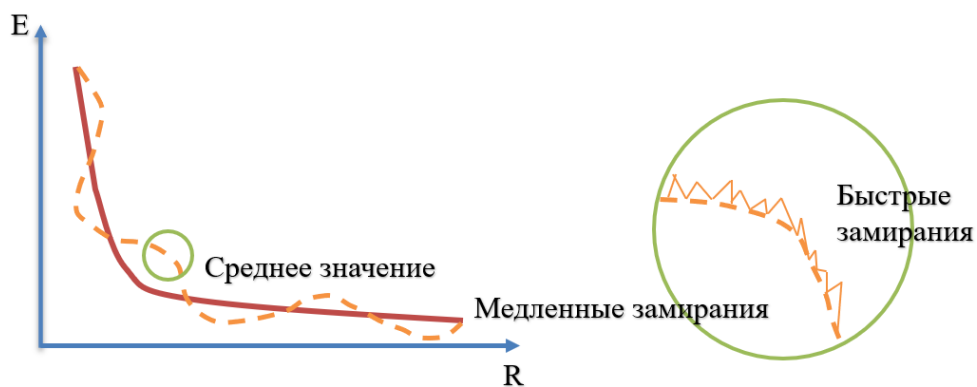 E
Среднее значение
Медленные замирания
R
Быстрые
замирания